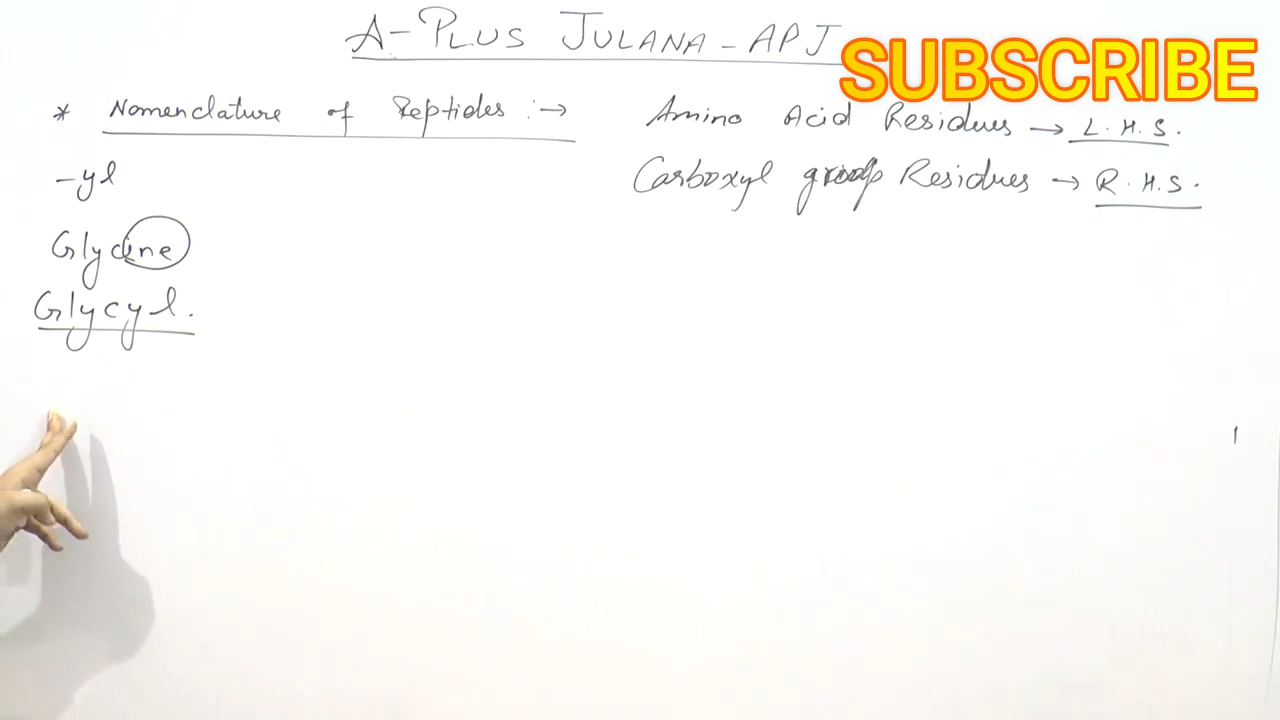 A-PLUS JULANA - APJ
SUBSCRIBE
* Nomenclature of Peptides :→
Amino Acid Residues → L.H.S.
Carboxyl group Residues → R.H.S.
-yl
Glycine
Glycyl.